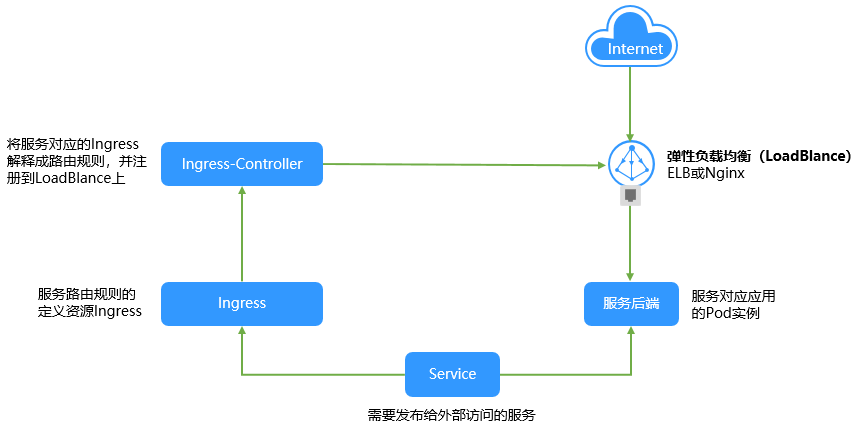 Internet
将服务对应的Ingress
解释成路由规则，并注
册到LoadBlance上
Ingress-Controller
弹性负载均衡（LoadBlance）
ELB或Nginx
服务路由规则的
定义资源Ingress
Ingress
服务后端
服务对应应用
的Pod实例
Service
需要发布给外部访问的服务